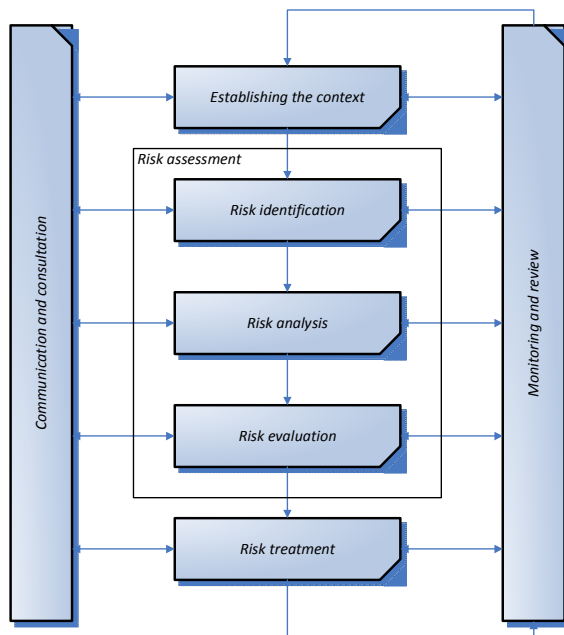 Establishing the context
Risk assessment
Risk identification
Risk analysis
Risk evaluation
Risk treatment
Communication and consultation
Monitoring and review